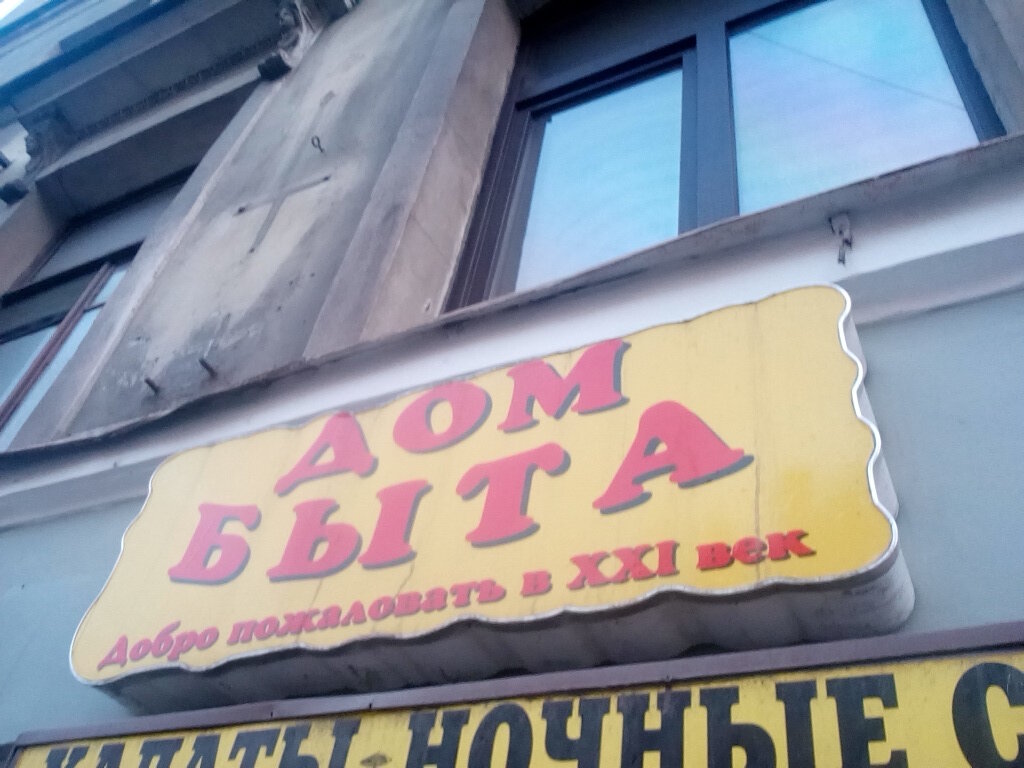 ДОМ
БЫТА
Добро пожаловать в XXI век
ХАЛАТЫ НОЧНЫЕ С